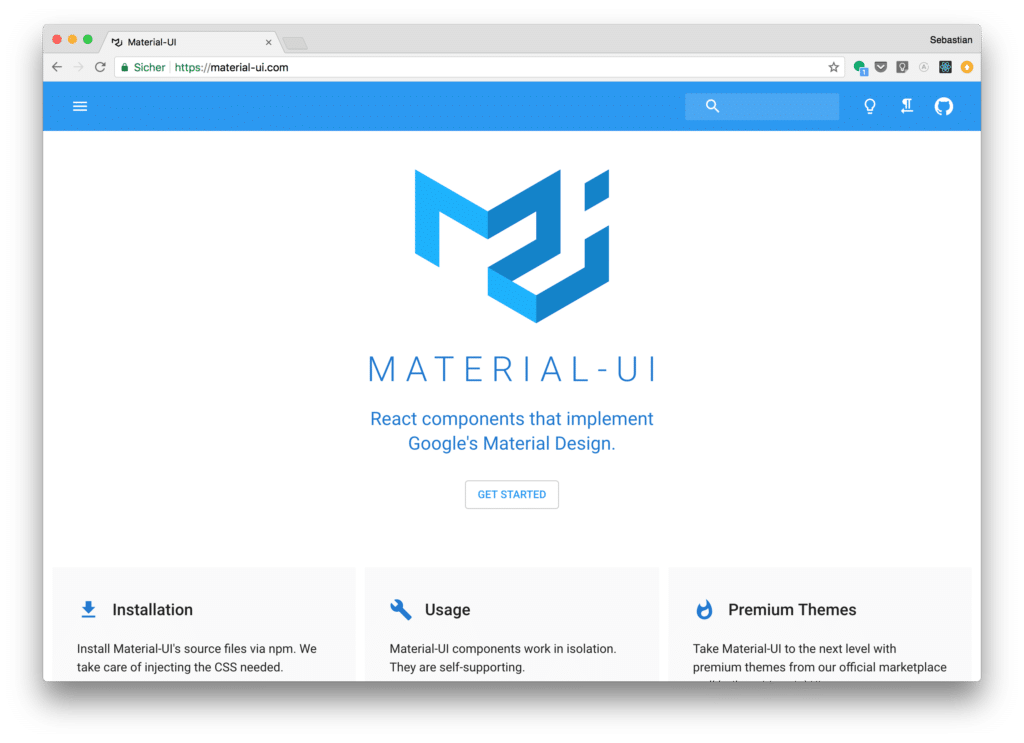 Material-UI
Sebastian
Sicher https://material-ui.com
1
MATERIAL-UI
React components that implement
Google's Material Design.
GET STARTED
Installation
Install Material-UI's source files via npm. We
take care of injecting the CSS needed.
Usage
Material-UI components work in isolation.
They are self-supporting.
Premium Themes
Take Material-UI to the next level with
premium themes from our official marketplace